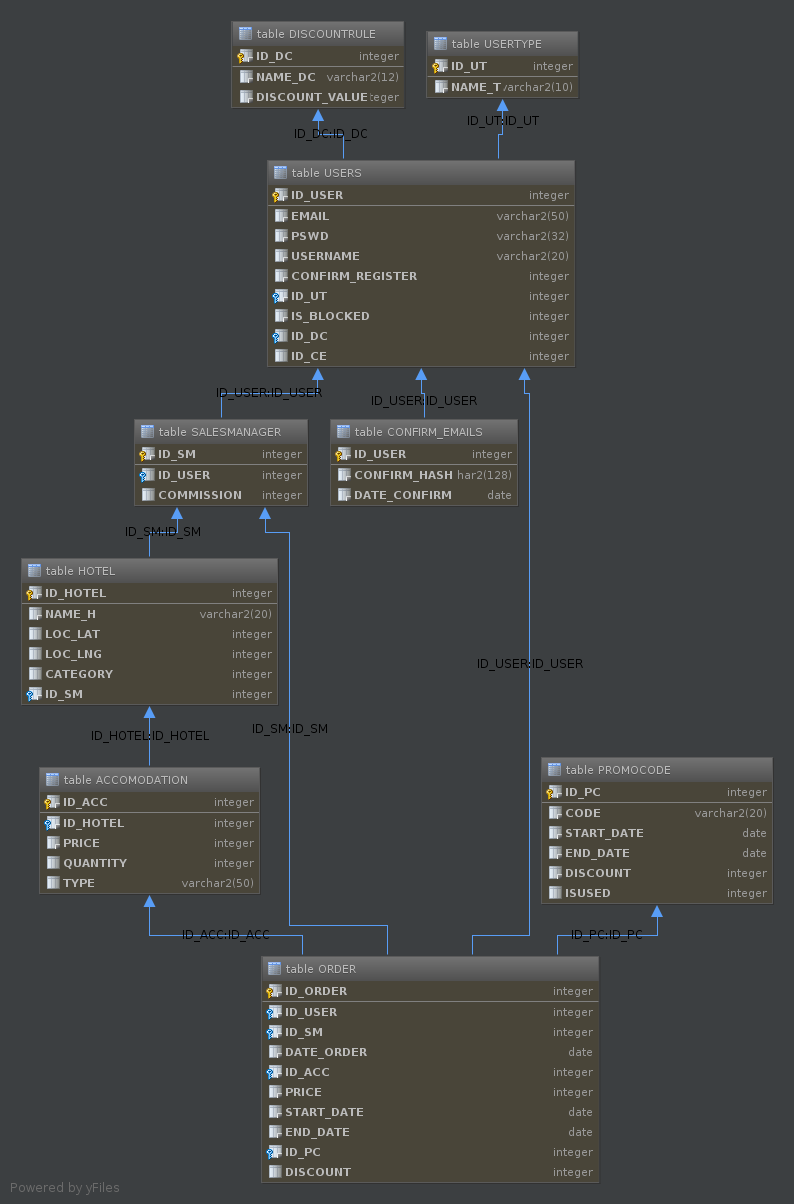 table DISCOUNTRULE
ID_DC integer
NAME_DC varchar2(12)
DISCOUNT_VALUE teger
table USERTYPE
ID_UT integer
NAME_T varchar2(10)
ID_DC:ID_DC
ID_UT:ID_UT
table USERS
ID_USER integer
EMAIL varchar2(50)
PSWD varchar2(32)
USERNAME varchar2(20)
CONFIRM_REGISTER integer
ID_UT integer
IS_BLOCKED integer
ID_DC integer
ID_CE integer
ID_USER:ID_USER
ID_USER:ID_USER
table SALESMANAGER
ID_SM integer
ID_USER integer
COMMISSION integer
table CONFIRM_EMAILS
ID_USER integer
CONFIRM_HASH har2(128)
DATE_CONFIRM date
ID_SM:ID_SM
table HOTEL
ID_HOTEL integer
NAME_H varchar2(20)
LOC_LAT integer
LOC_LNG integer
CATEGORY integer
ID_SM integer
ID_USER:ID_USER
ID_HOTEL:ID_HOTEL
ID_SM:ID_SM
table ACCOMODATION
ID_ACC integer
ID_HOTEL integer
PRICE integer
QUANTITY integer
TYPE varchar2(50)
table PROMOCODE
ID_PC integer
CODE varchar2(20)
START_DATE date
END_DATE date
DISCOUNT integer
ISUSED integer
ID_ACC:ID_ACC
ID_PC:ID_PC
table ORDER
ID_ORDER integer
ID_USER integer
ID_SM integer
DATE_ORDER date
ID_ACC integer
PRICE integer
START_DATE date
END_DATE date
ID_PC integer
DISCOUNT integer
Powered by yFiles